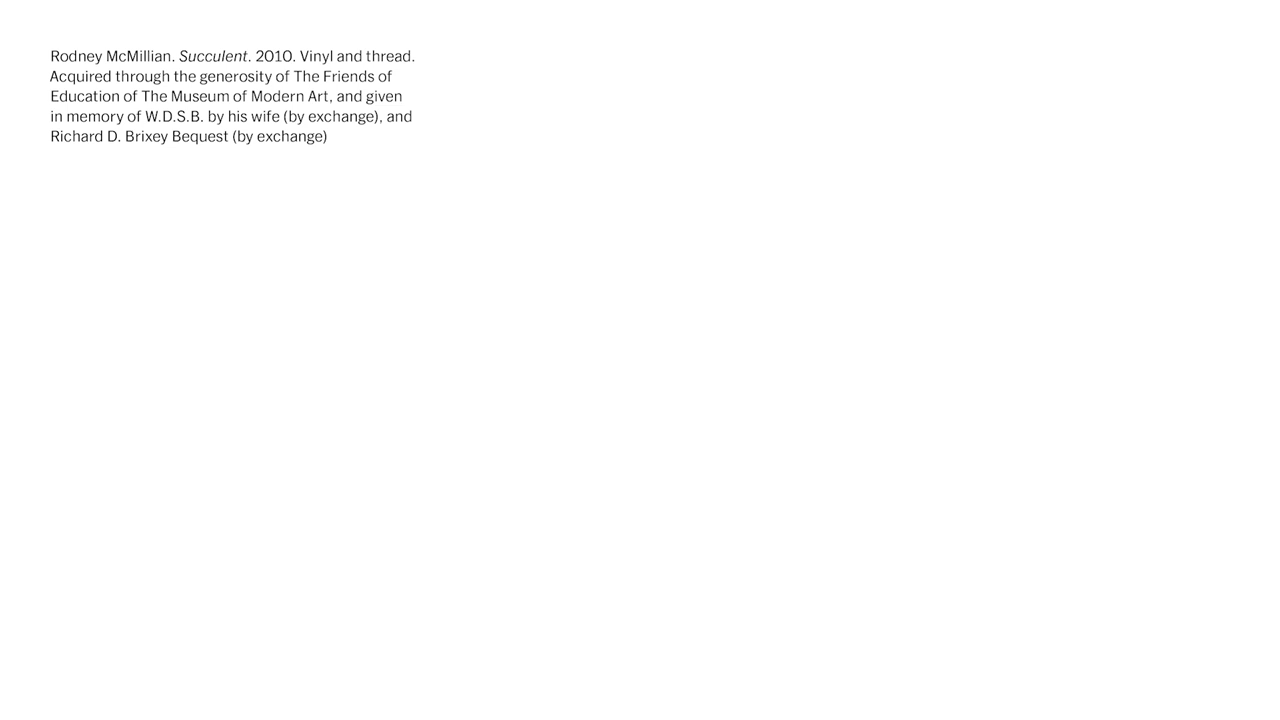 Rodney McMillian. Succulent. 2010. Vinyl and thread.
Acquired through the generosity of The Friends of
Education of The Museum of Modern Art, and given
in memory of W.D.S.B. by his wife (by exchange), and
Richard D. Brixey Bequest (by exchange)